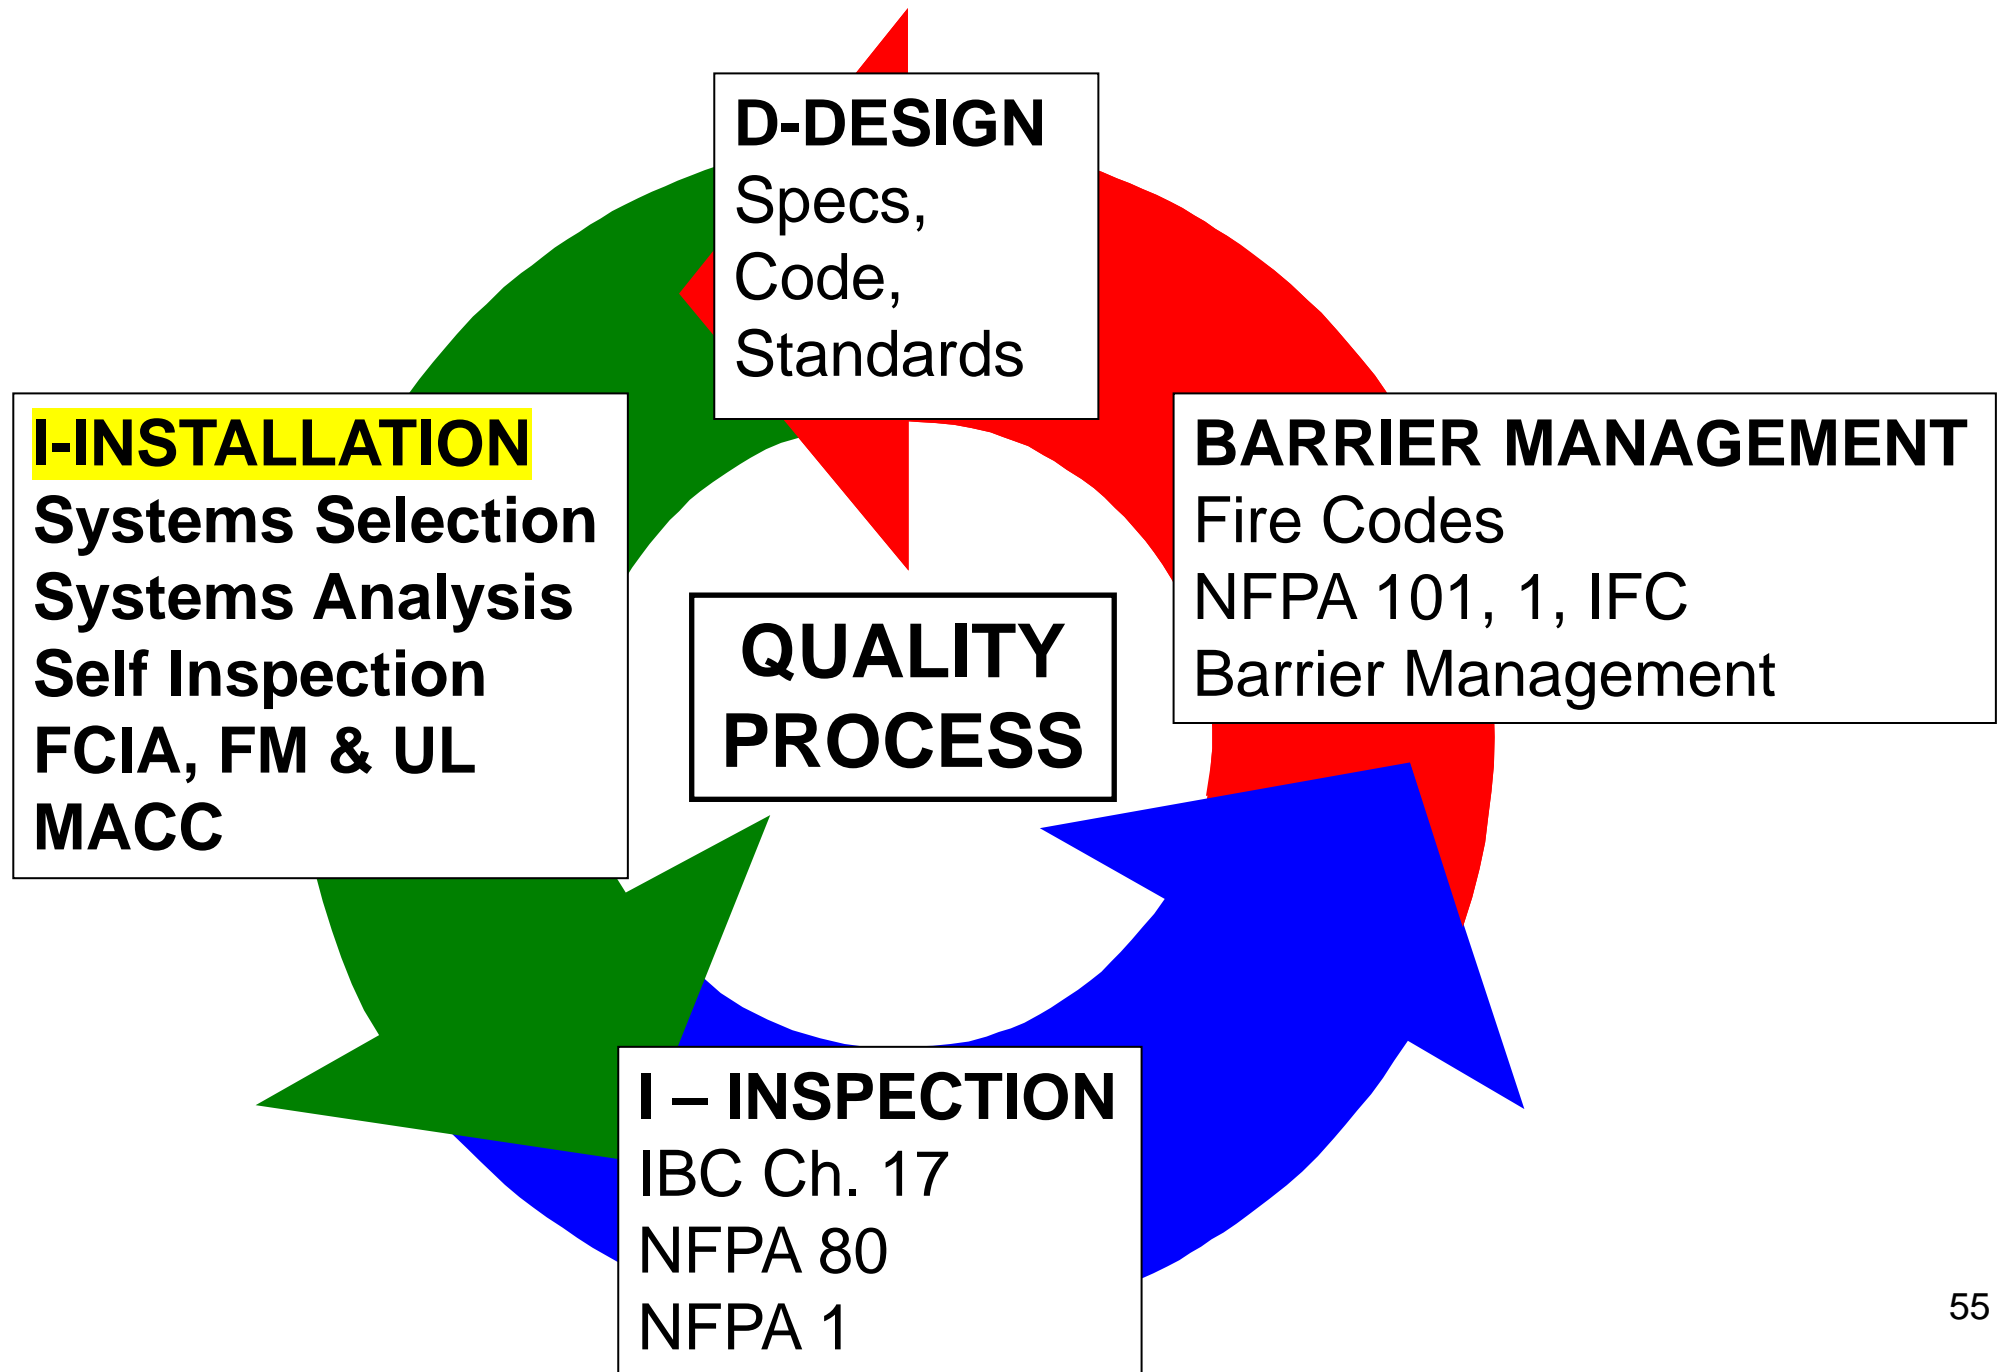 D-DESIGN
Specs,
Code,
Standards
I-INSTALLATION
Systems Selection
Systems Analysis
Self Inspection
FCIA, FM & UL
MACC
BARRIER MANAGEMENT
Fire Codes
NFPA 101, 1, IFC
Barrier Management
QUALITY
PROCESS
I – INSPECTION
IBC Ch. 17
NFPA 80
NFPA 1
55